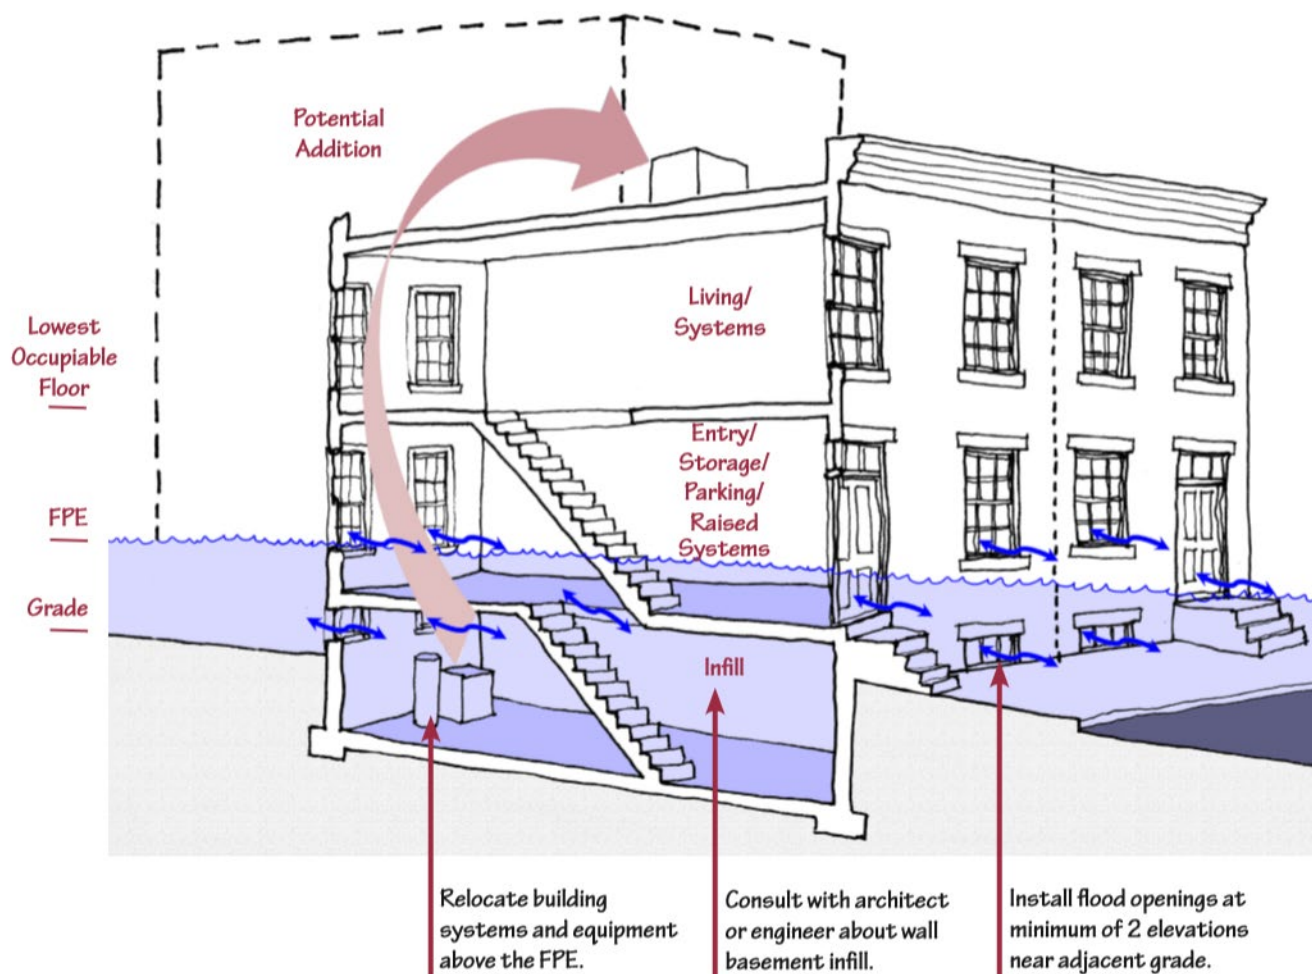 Potential
Addition
Living/
Systems
Lowest
Occupiable
Floor
Entry/
Storage/
Parking/
Raised
Systems
FPE
Grade
Infill
Relocate building
systems and equipment
above the FPE.
Consult with architect
or engineer about wall
basement infill.
Install flood openings at
minimum of 2 elevations
near adjacent grade.